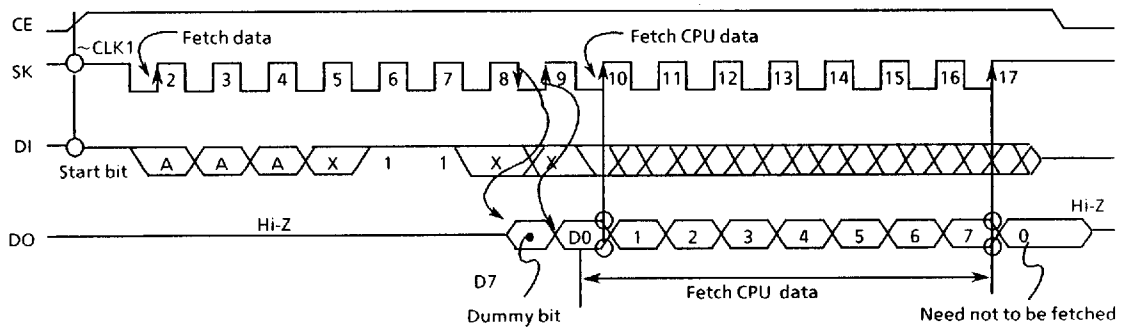 CE
~CLK1
Fetch data
Fetch CPU data
SK
2 3 4 5 6 7 8 9 10 11 12 13 14 15 16 17
DI
Start bit
A A A X 1 1 X X
Hi-Z
Hi-Z
DO
D0 1 2 3 4 5 6 7 0
D7
Fetch CPU data
Dummy bit
Need not to be fetched